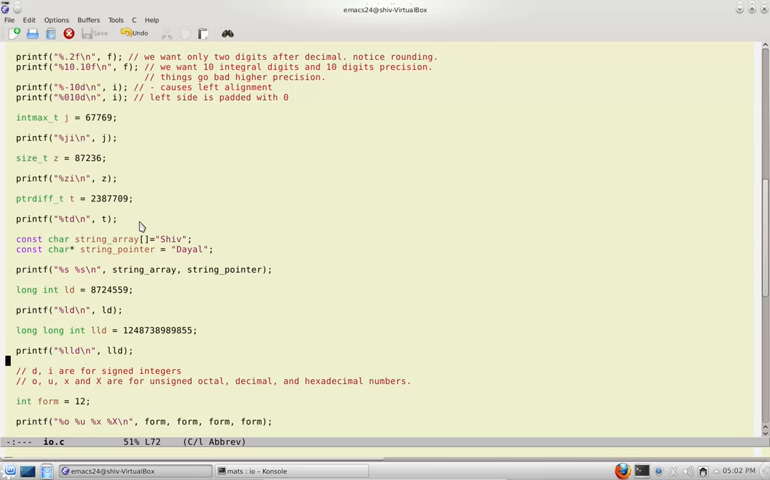 emacs24@shiv-VirtualBox
File Edit Options Buffers Tools C Help
Save Undo
printf("%.2f\n", f); // we want only two digits after decimal. notice rounding.
printf("%10.10f\n", f); // we want 10 integral digits and 10 digits precision.
// things go bad higher precision.
printf("%-10d\n", i); // - causes left alignment
printf("%010d\n", i); // left side is padded with 0
intmax_t j = 67769;
printf("%ji\n", j);
size_t z = 87236;
printf("%zi\n", z);
ptrdiff_t t = 2387709;
printf("%td\n", t);
const char string_array[]="Shiv";
const char* string_pointer = "Dayal";
printf("%s %s\n", string_array, string_pointer);
long int ld = 8724559;
printf("%ld\n", ld);
long long int lld = 1248738989855;
printf("%lld\n", lld);
// d, i are for signed integers
// o, u, x and X are for unsigned octal, decimal, and hexadecimal numbers.
int form = 12;
printf("%o %u %x %X\n", form, form, form, form);
-:--- io.c 51% L72 (C/l Abbrev)
emacs24@shiv-VirtualBox mats : io – Konsole 05:02 PM